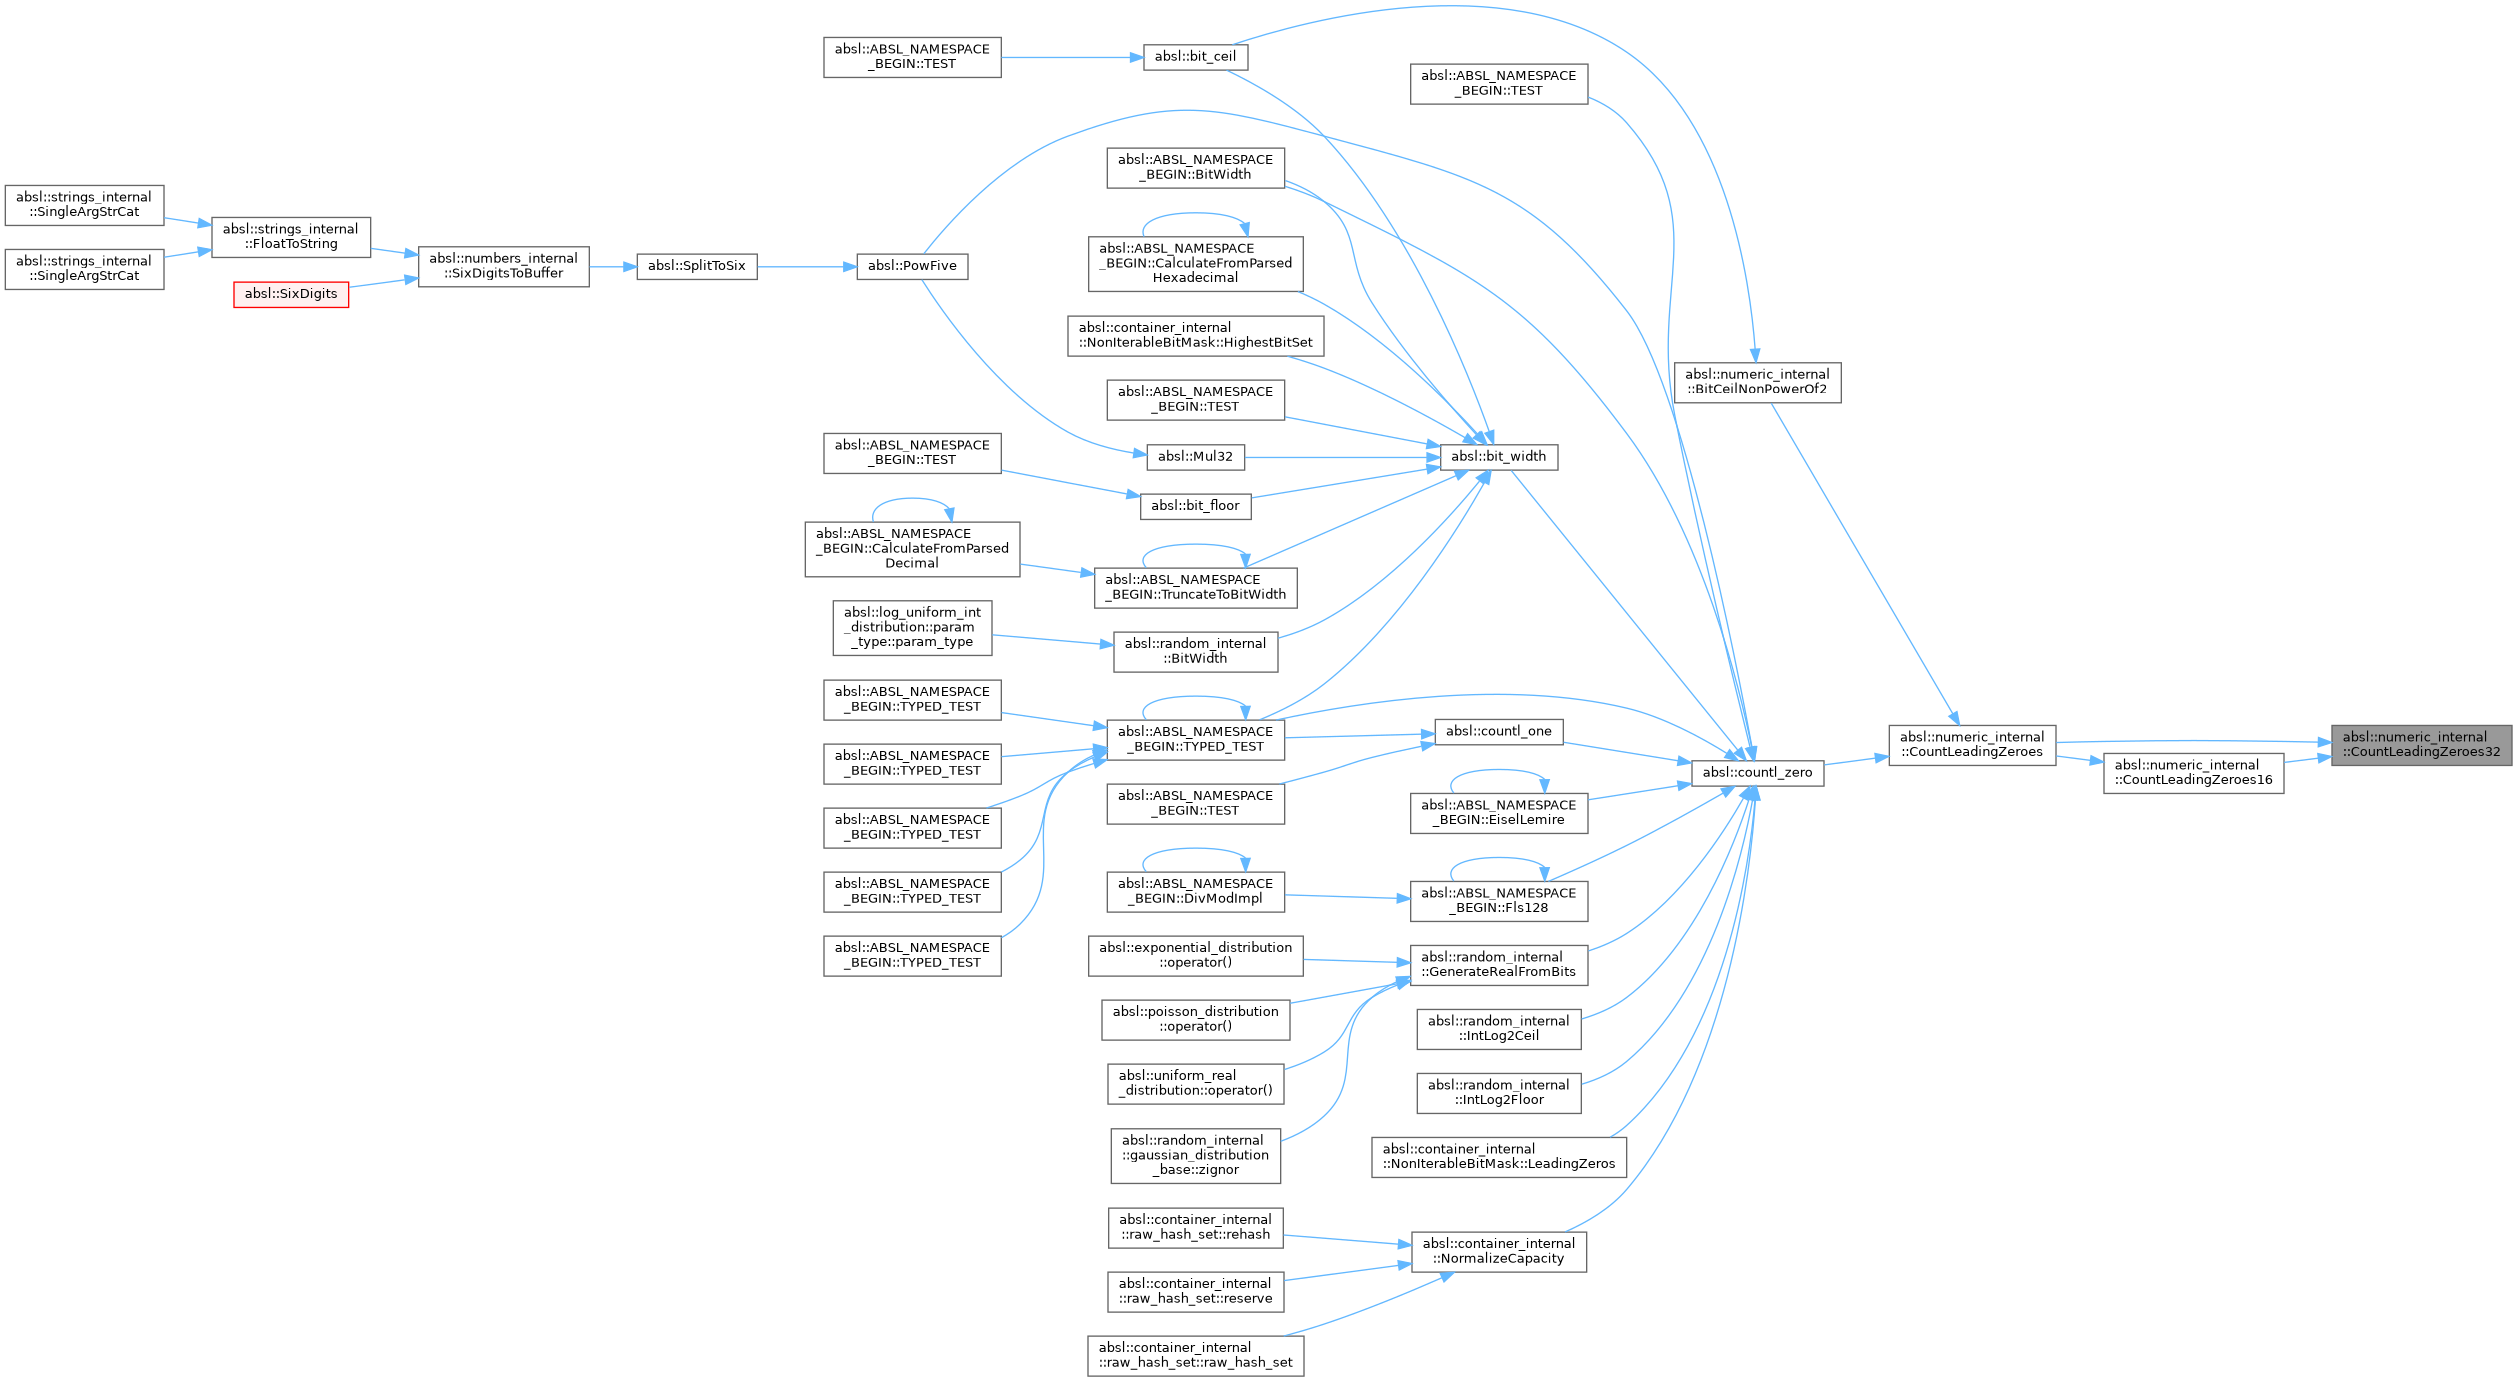 absl::ABSL_NAMESPACE
_BEGIN::TEST
absl::bit_ceil
absl::ABSL_NAMESPACE
_BEGIN::TEST
absl::ABSL_NAMESPACE
_BEGIN::BitWidth
absl::strings_internal
::SingleArgStrCat
absl::strings_internal
::FloatToString
absl::strings_internal
::SingleArgStrCat
absl::numbers_internal
::SixDigitsToBuffer
absl::SixDigits
absl::SplitToSix
absl::PowFive
absl::ABSL_NAMESPACE
_BEGIN::CalculateFromParsed
Hexadecimal
absl::container_internal
::NonIterableBitMask::HighestBitSet
absl::numeric_internal
::BitCeilNonPowerOf2
absl::ABSL_NAMESPACE
_BEGIN::TEST
absl::ABSL_NAMESPACE
_BEGIN::TEST
absl::Mul32
absl::bit_width
absl::bit_floor
absl::ABSL_NAMESPACE
_BEGIN::CalculateFromParsed
Decimal
absl::ABSL_NAMESPACE
_BEGIN::TruncateToBitWidth
absl::log_uniform_int
_distribution::param
_type::param_type
absl::random_internal
::BitWidth
absl::ABSL_NAMESPACE
_BEGIN::TYPED_TEST
absl::ABSL_NAMESPACE
_BEGIN::TYPED_TEST
absl::ABSL_NAMESPACE
_BEGIN::TYPED_TEST
absl::ABSL_NAMESPACE
_BEGIN::TYPED_TEST
absl::ABSL_NAMESPACE
_BEGIN::TYPED_TEST
absl::ABSL_NAMESPACE
_BEGIN::TYPED_TEST
absl::countl_one
absl::ABSL_NAMESPACE
_BEGIN::TEST
absl::countl_zero
absl::numeric_internal
::CountLeadingZeroes
absl::numeric_internal
::CountLeadingZeroes16
absl::numeric_internal
::CountLeadingZeroes32
absl::ABSL_NAMESPACE
_BEGIN::EiselLemire
absl::ABSL_NAMESPACE
_BEGIN::DivModImpl
absl::ABSL_NAMESPACE
_BEGIN::Fls128
absl::exponential_distribution
::operator()
absl::random_internal
::GenerateRealFromBits
absl::poisson_distribution
::operator()
absl::random_internal
::IntLog2Ceil
absl::uniform_real
_distribution::operator()
absl::random_internal
::IntLog2Floor
absl::random_internal
::gaussian_distribution
_base::zignor
absl::container_internal
::NonIterableBitMask::LeadingZeros
absl::container_internal
::raw_hash_set::rehash
absl::container_internal
::NormalizeCapacity
absl::container_internal
::raw_hash_set::reserve
absl::container_internal
::raw_hash_set::raw_hash_set